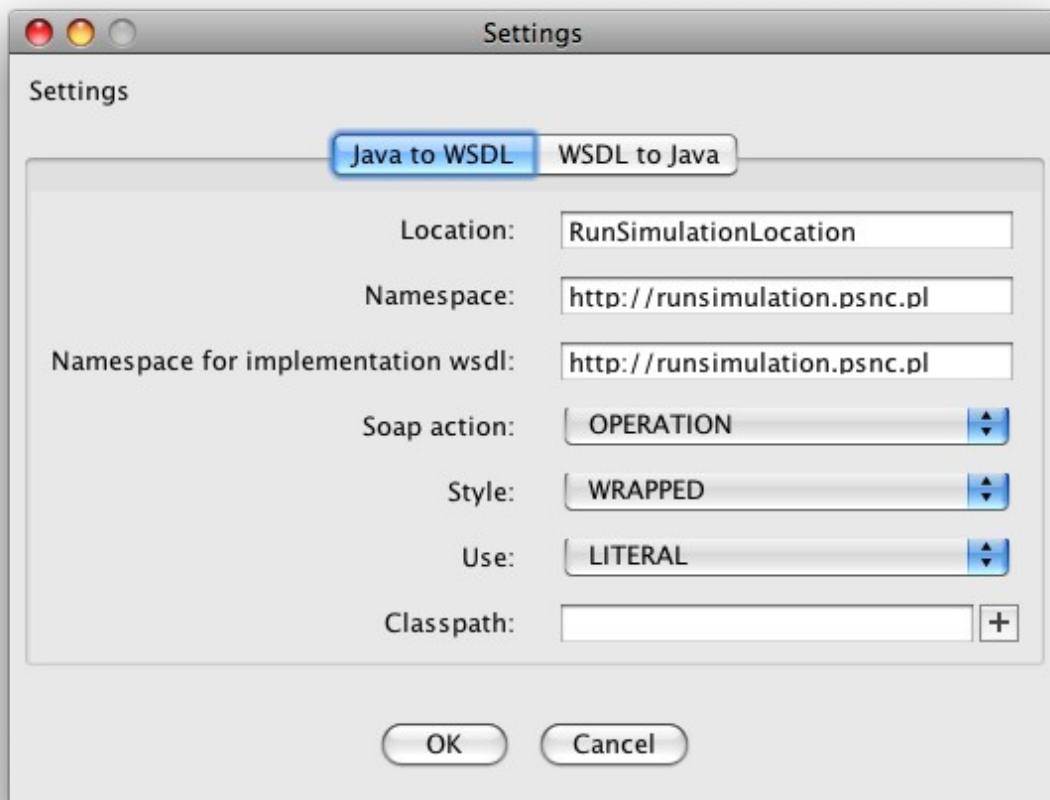 Settings
Settings
Java to WSDL WSDL to Java
Location: RunSimulationLocation
Namespace: http://runsimulation.psnc.pl
Namespace for implementation wsdl: http://runsimulation.psnc.pl
Soap action: OPERATION
Style: WRAPPED
Use: LITERAL
Classpath: +
OK Cancel